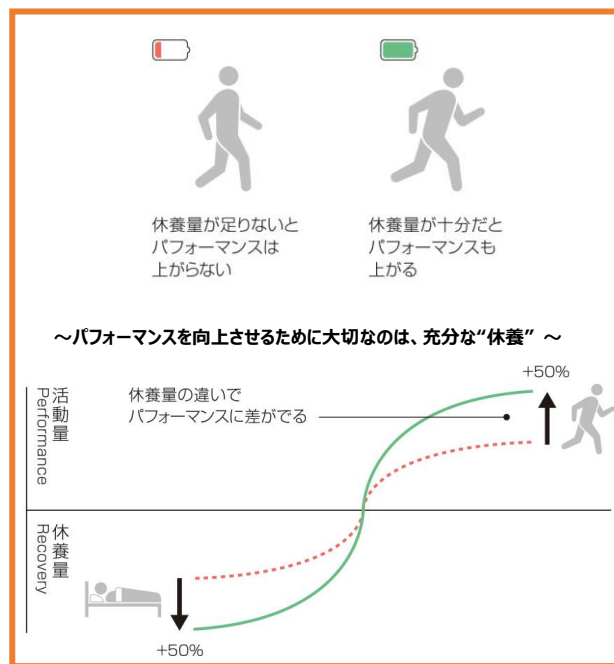 休養量が足りないと
パフォーマンスは
上がらない
休養量が十分だと
パフォーマンスも
上がる
～パフォーマンスを向上させるために大切なのは、充分な“休養” ～
+50%
活動量
Performance
休養量の違いで
パフォーマンスに差がでる
休養量
Recovery
+50%